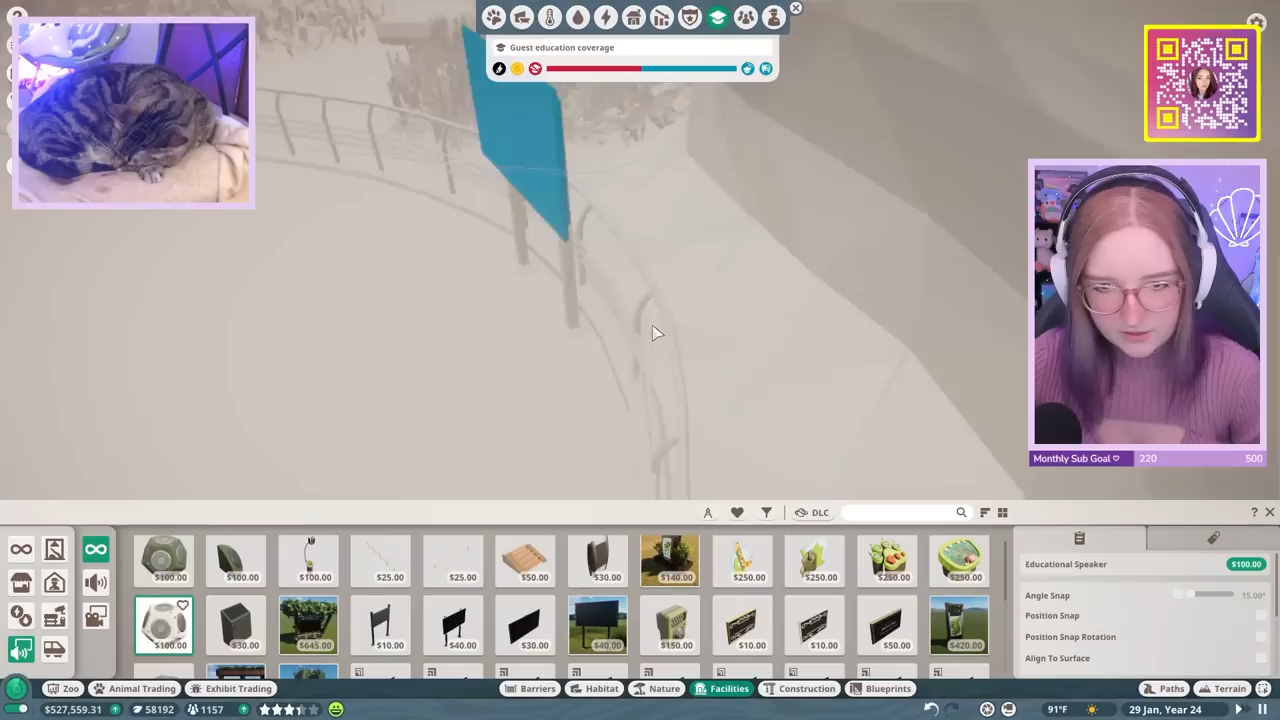 Guest education coverage
Monthly Sub Goal ♡ 220 500
DLC
? ×
$100.00 $100.00 $100.00 $25.00 $25.00 $50.00 $30.00 $140.00 $250.00 $250.00 $250.00 $250.00
$100.00 $30.00 $645.00 $10.00 $40.00 $30.00 $40.00 $150.00 $10.00 $10.00 $50.00 $420.00
Educational Speaker $100.00
Angle Snap 15.00°
Position Snap
Position Snap Rotation
Align To Surface
Zoo Animal Trading Exhibit Trading Barriers Habitat Nature Facilities Construction Blueprints Paths Terrain
$527,559.31 58192 1157 91°F 29 Jan, Year 24